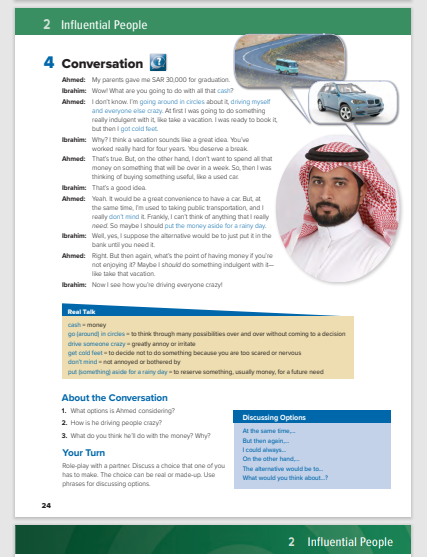 2 Influential People
4 Conversation
Ahmed: My parents gave me SAR 30,000 for graduation.
Ibrahim: Wow! What are you going to do with all that cash?
Ahmed: I don't know. I'm going around in circles about it, driving myself
and everyone else crazy. At first I was going to do something
really indulgent with it, like take a vacation. I was ready to book it,
but then I got cold feet.
Ibrahim: Why? I think a vacation sounds like a great idea. You've
worked really hard for four years. You deserve a break.
Ahmed: That's true. But, on the other hand, I don't want to spend all that
money on something that will be over in a week. So, then I was
thinking of buying something useful, like a used car.
Ibrahim: That's a good idea.
Ahmed: Yeah. It would be a great convenience to have a car. But, at
the same time, I'm used to taking public transportation, and I
really don't mind it. Frankly, I can't think of anything that I really
need. So maybe I should put the money aside for a rainy day.
Ibrahim: Well, yes, I suppose the alternative would be to just put it in the
bank until you need it.
Ahmed: Right. But then again, what's the point of having money if you're
not enjoying it? Maybe I should do something indulgent with it—
like take that vacation.
Ibrahim: Now I see how you're driving everyone crazy!
Real Talk
cash = money
go (around) in circles = to think through many possibilities over and over without coming to a decision
drive someone crazy = greatly annoy or irritate
get cold feet = to decide not to do something because you are too scared or nervous
don't mind = not annoyed or bothered by
put (something) aside for a rainy day = to reserve something, usually money, for a future need
About the Conversation
1. What options is Ahmed considering?
2. How is he driving people crazy?
3. What do you think he'll do with the money? Why?
Your Turn
Role-play with a partner. Discuss a choice that one of you
has to make. The choice can be real or made-up. Use
phrases for discussing options.
Discussing Options
At the same time,...
But then again,...
I could always...
On the other hand,...
The alternative would be to...
What would you think about...?
24
2 Influential People